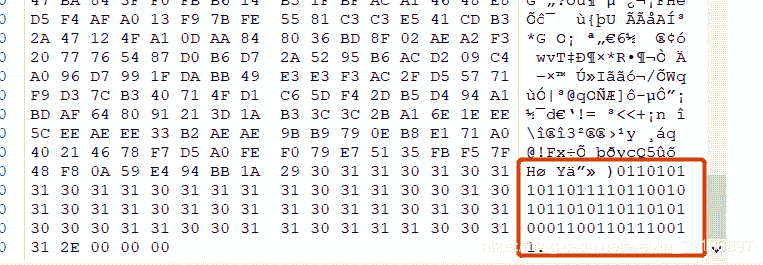 47 BA 84 3F F0 FB B6 14 B5 1F BF AC A1 46 48 E8
D5 F4 AF A0 13 F9 7B FE 55 81 C3 C3 E5 41 CD B3 Õô¯ ù{þU ÃÃåAÍ³
2A 47 12 4F A1 0D AA 84 80 36 BD 8F 02 AE A2 F3 *G O¡ ª„€6½ ®¢ó
20 77 76 54 87 D0 B6 D7 2A 52 95 B6 AC D2 09 C4 wvT‡Ð¶×*R•¶¬Ò Ä
A0 96 D7 99 1F DA BB 49 E3 E3 F3 AC 2F D5 57 71 –×™ Ú»Iããó¬/ÕWq
F9 D3 7C B3 40 71 4F D1 C6 5D F4 2D B5 D4 94 A1 ùÓ|³@qOÑÆ]ô-µÔ”¡
BD AF 64 80 91 21 3D 1A B3 3C 3C 2B A1 6E 1E EE ½¯d€‘!= ³<<+¡n î
5C EE AE EE 33 B2 AE AE 9B B9 79 0E B8 E1 71 A0 \î®î3²®®›¹y ¸áq
40 21 46 78 F7 D5 A0 FE F0 79 E7 51 35 FB F5 7F @!Fx÷Õ þðyçQ5ûõ
48 F8 0A 59 E4 94 BB 1A 29 30 31 31 30 31 30 31 Hø Yä”» )0110101
31 30 31 31 30 31 31 31 31 30 31 31 30 30 31 30 1011011110110010
31 30 31 31 30 31 30 31 31 30 31 31 30 31 30 31 1011010110110101
30 30 30 31 31 30 30 31 31 30 31 31 31 30 30 31 0001100110111001
31 2E 00 00 00 1.